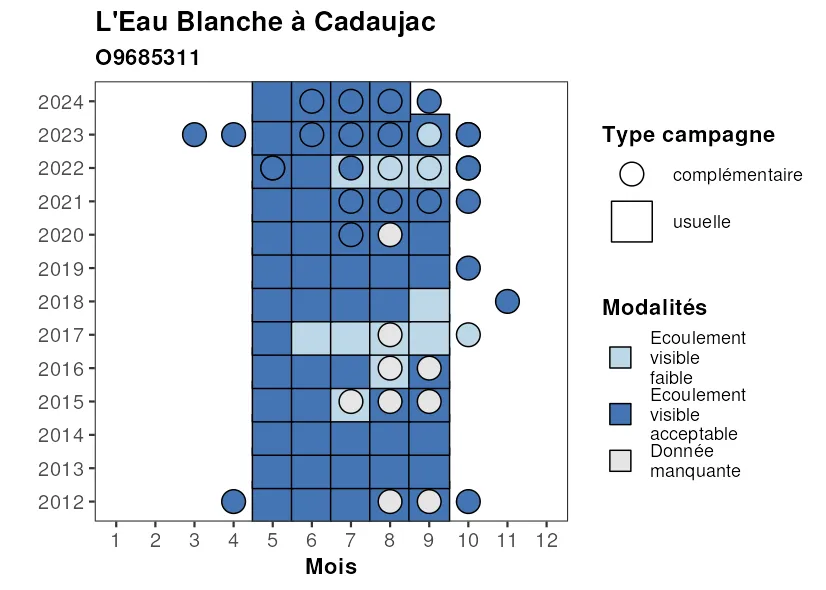 L'Eau Blanche à Cadaujac
O9685311
2024
2023
2022
2021
2020
2019
2018
2017
2016
2015
2014
2013
2012
1 2 3 4 5 6 7 8 9 10 11 12
Mois
Type campagne
complémentaire
usuelle
Modalités
Ecoulement
visible
faible
Ecoulement
visible
acceptable
Donnée
manquante